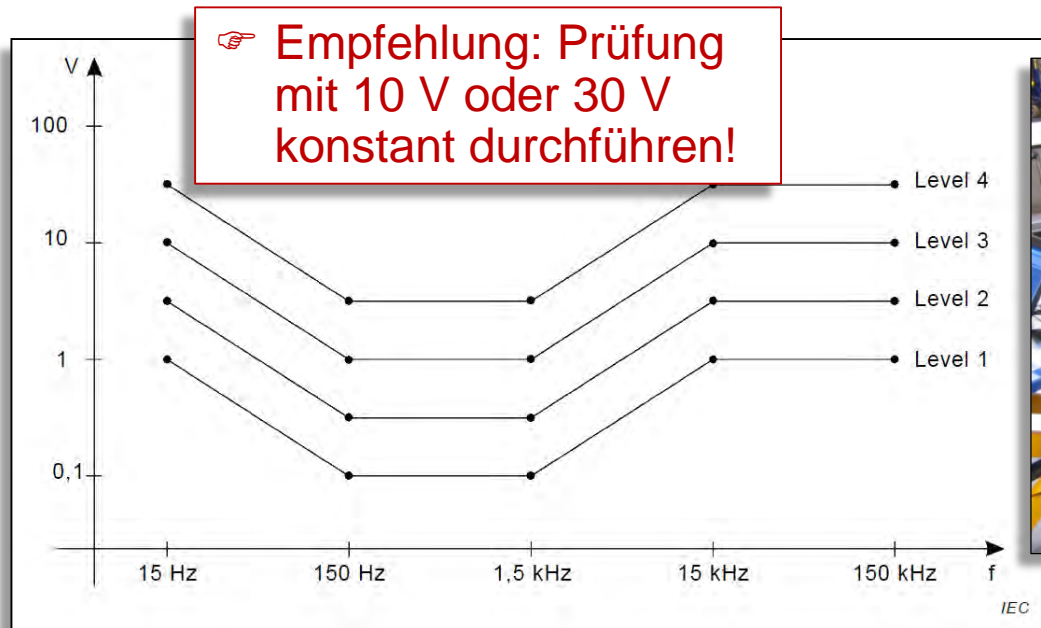 ☞ Empfehlung: Prüfung
mit 10 V oder 30 V
konstant durchführen!
V
100
10
1
0,1
Level 4
Level 3
Level 2
Level 1
15 Hz
150 Hz
1,5 kHz
15 kHz
150 kHz
f
IEC